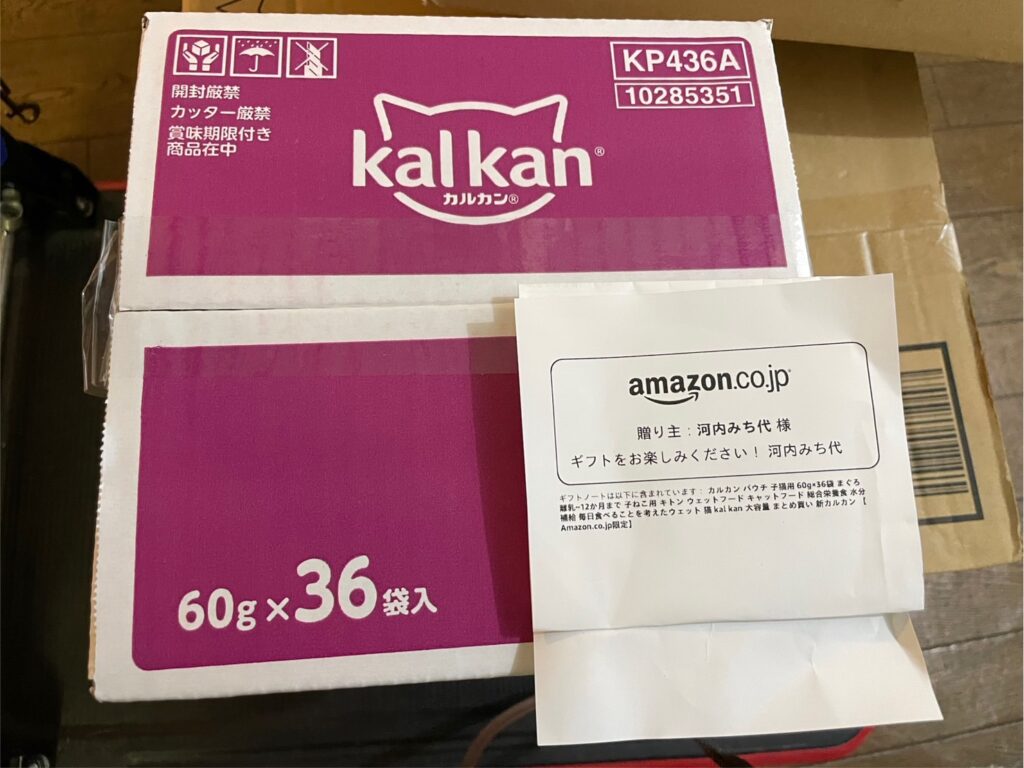 開封厳禁
カッター厳禁
賞味期限付き
商品在中
KP436A
10285351
kal kan®
カルカン®
60g×36袋入
amazon.co.jp
贈り主：河内みち代 様
ギフトをお楽しみください！ 河内みち代
ギフトノートは以下に含まれています： カルカン パウチ 子猫用 60g×36袋 まぐろ
離乳~12か月まで 子ねこ用 キトン ウェットフード キャットフード 総合栄養食 水分
補給 毎日食べることを考えたウェット 猫 kal kan 大容量 まとめ買い 新カルカン 【
Amazon.co.jp限定】